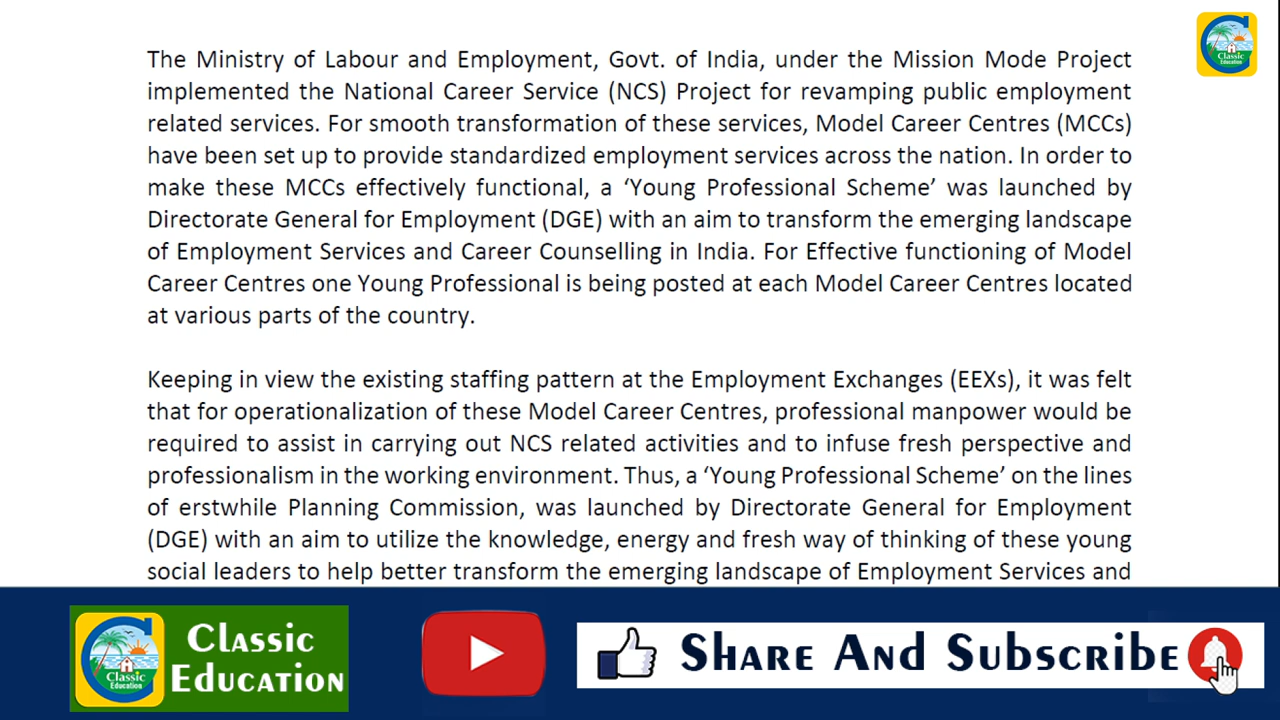 The Ministry of Labour and Employment, Govt. of India, under the Mission Mode Project
implemented the National Career Service (NCS) Project for revamping public employment
related services. For smooth transformation of these services, Model Career Centres (MCCs)
have been set up to provide standardized employment services across the nation. In order to
make these MCCs effectively functional, a ‘Young Professional Scheme’ was launched by
Directorate General for Employment (DGE) with an aim to transform the emerging landscape
of Employment Services and Career Counselling in India. For Effective functioning of Model
Career Centres one Young Professional is being posted at each Model Career Centres located
at various parts of the country.
Keeping in view the existing staffing pattern at the Employment Exchanges (EEXs), it was felt
that for operationalization of these Model Career Centres, professional manpower would be
required to assist in carrying out NCS related activities and to infuse fresh perspective and
professionalism in the working environment. Thus, a ‘Young Professional Scheme’ on the lines
of erstwhile Planning Commission, was launched by Directorate General for Employment
(DGE) with an aim to utilize the knowledge, energy and fresh way of thinking of these young
social leaders to help better transform the emerging landscape of Employment Services and
Classic
Education
Classic
Education
Classic
Education
Share And Subscribe